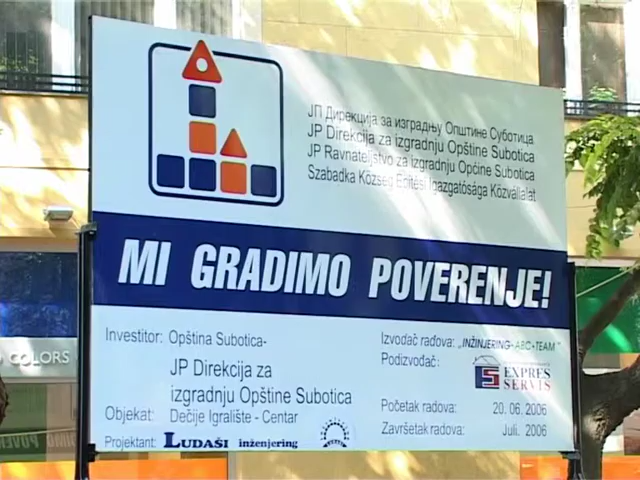 ЈП Дирекција за изградњу Општине Суботица
JP Direkcija za izgradnju Opštine Subotica
JP Ravnateljstvo za izgradnju Općine Subotica
Szabadka Község Építési Igazgatósága Közvállalat
MI GRADIMO POVERENJE!
Investitor: Opština Subotica-
JP Direkcija za
izgradnju Opštine Subotica
Objekat: Dečije Igralište - Centar
Projektant: LUDAŠI inženjering
Izvođač radova: „INŽINJERING-ABC-TEAM"
Podizvođač:
EXPRES
SERVIS
Početak radova: 20. 06. 2006
Završetak radova: Juli. 2006
COLORS